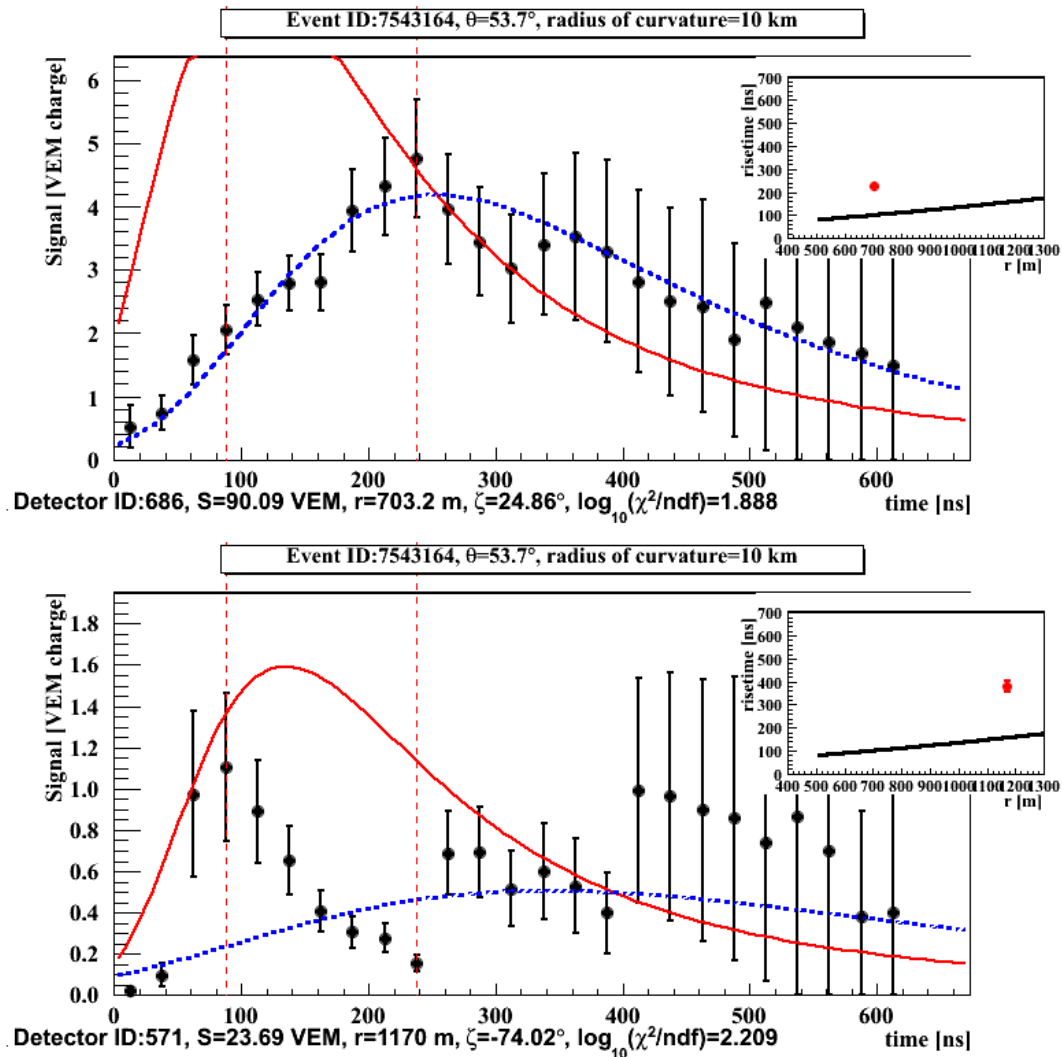 Event ID:7543164, θ=53.7°, radius of curvature=10 km
Signal [VEM charge]
6
5
4
3
2
1
0
0 100 200 300 400 500 600
time [ns]
risetime [ns]
700
600
500
400
300
200
100
0
400 500 600 700 800 900 1000 1100 1200 1300
r [m]
Detector ID:686, S=90.09 VEM, r=703.2 m, ζ=24.86°, log₁₀(χ²/ndf)=1.888
Event ID:7543164, θ=53.7°, radius of curvature=10 km
Signal [VEM charge]
1.8
1.6
1.4
1.2
1.0
0.8
0.6
0.4
0.2
0.0
0 100 200 300 400 500 600
time [ns]
risetime [ns]
700
600
500
400
300
200
100
0
400 500 600 700 800 900 1000 1100 1200 1300
r [m]
Detector ID:571, S=23.69 VEM, r=1170 m, ζ=-74.02°, log₁₀(χ²/ndf)=2.209